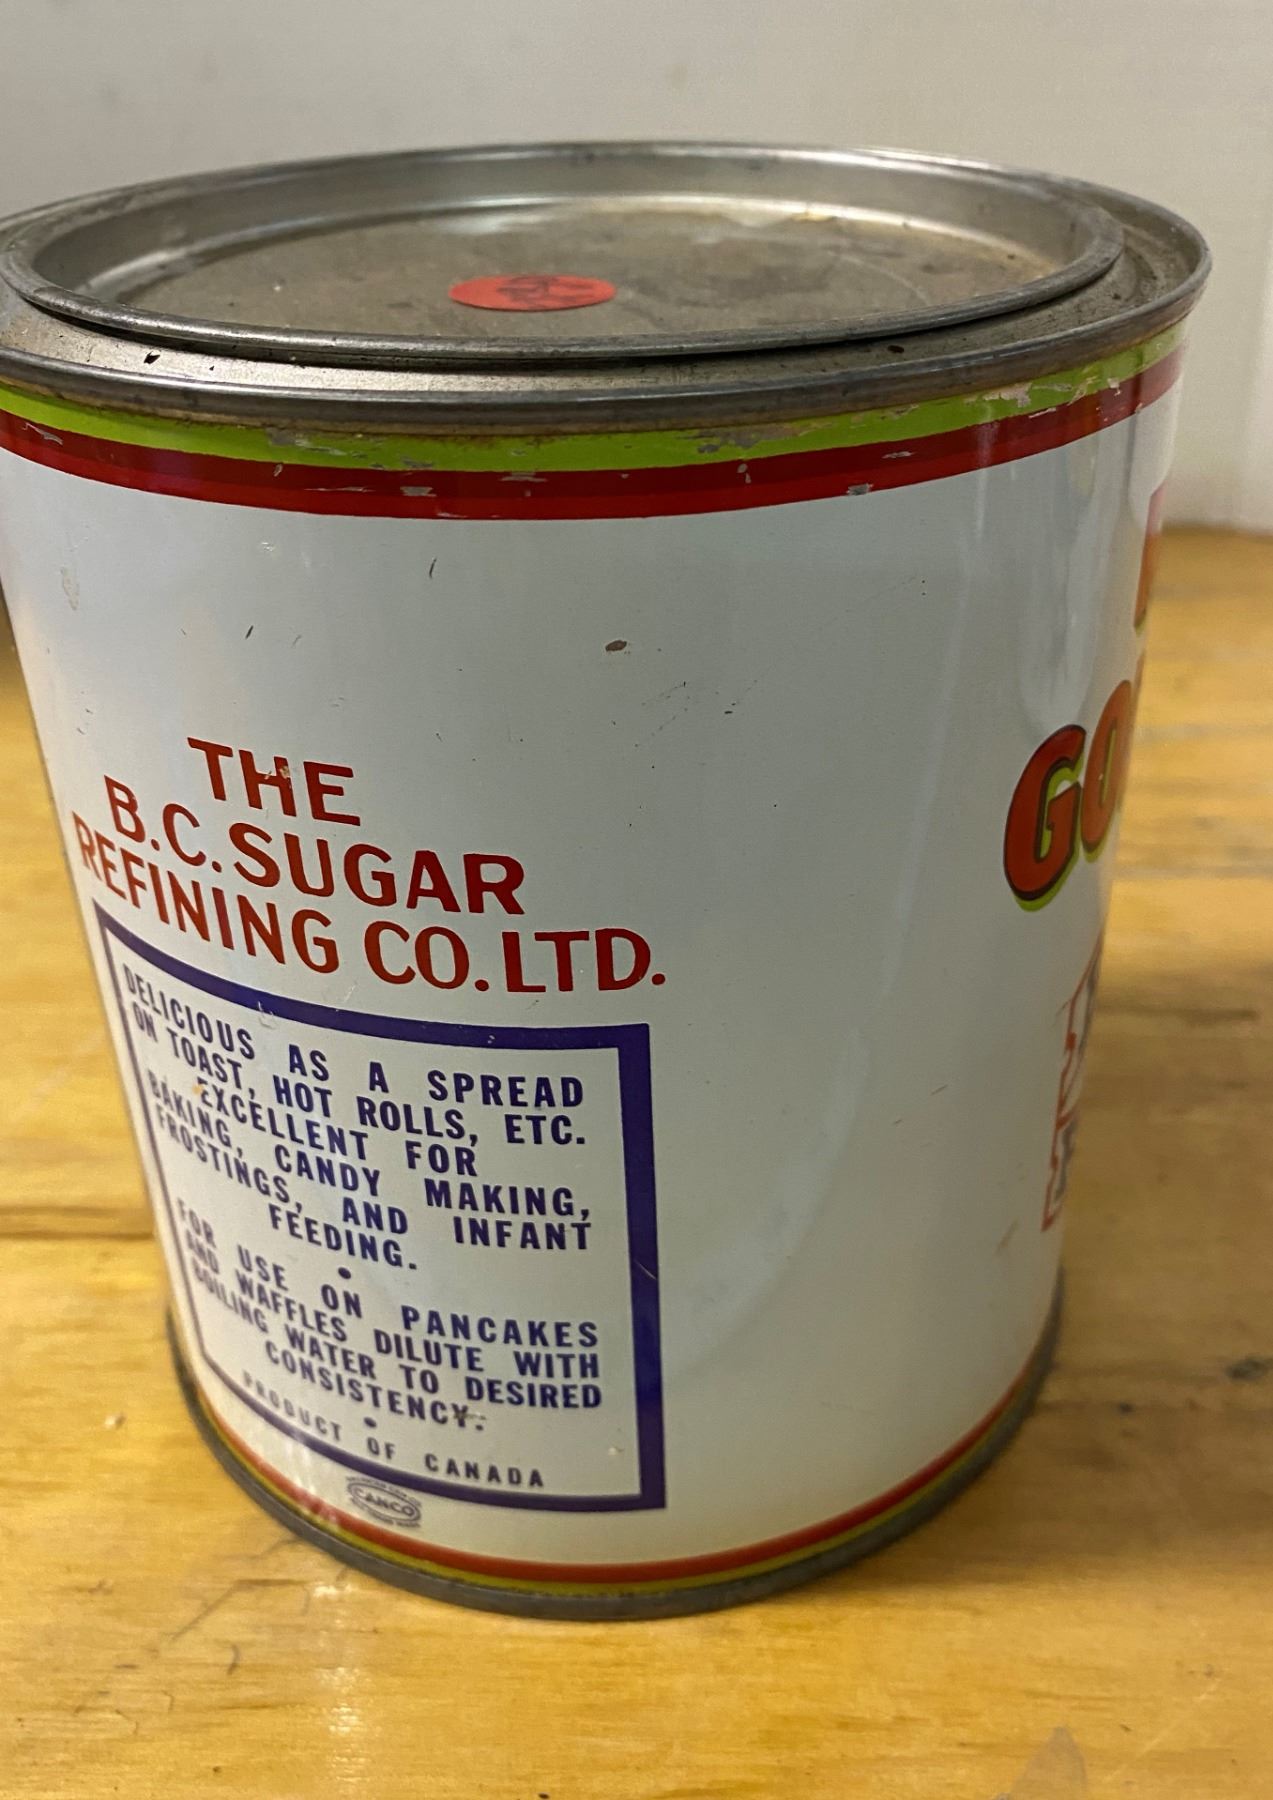 THE
B.C. SUGAR
REFINING CO. LTD.
DELICIOUS AS A SPREAD
ON TOAST, HOT ROLLS, ETC.
EXCELLENT FOR
BAKING, CANDY MAKING,
FROSTINGS, AND INFANT
FEEDING.
•
FOR USE ON PANCAKES
AND WAFFLES DILUTE WITH
BOILING WATER TO DESIRED
CONSISTENCY.
•
PRODUCT OF CANADA
CANCO
GO